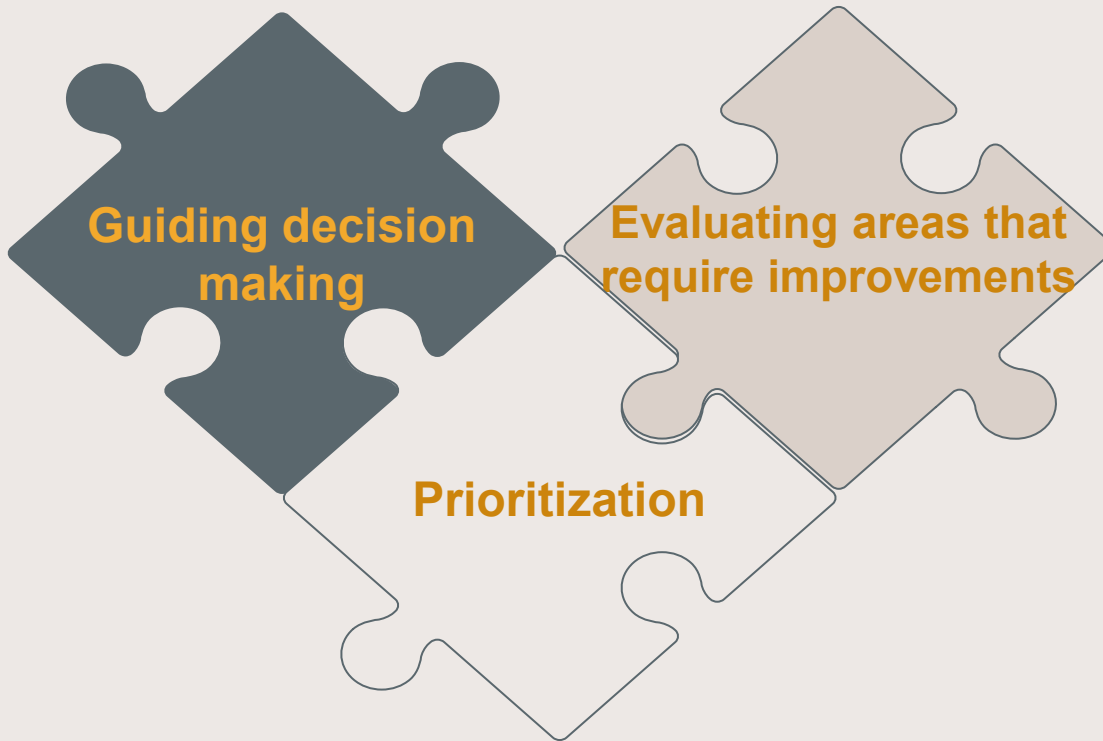 Guiding decision
making
Evaluating areas that
require improvements
Prioritization